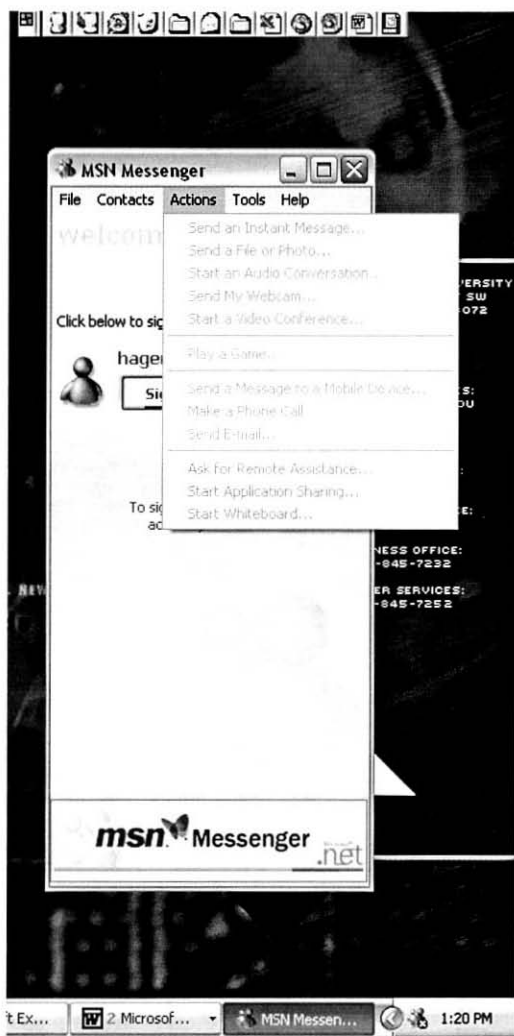 MSN Messenger
File Contacts Actions Tools Help
welcom
Send an Instant Message...
Send a File or Photo...
Start an Audio Conversation...
Send My Webcam...
Start a Video Conference...
Play a Game...
Send a Message to a Mobile Device...
Make a Phone Call
Send E-mail...
Ask for Remote Assistance...
Start Application Sharing...
Start Whiteboard...
Click below to sig
hage
Si
To sig
ac
VERSITY
SW
072
S:
OU
:
CE:
NESS OFFICE:
-845-7232
ER SERVICES:
-845-7252
NEW
msn Messenger
.net
t Ex...
2 Microsof...
MSN Messen...
1:20 PM